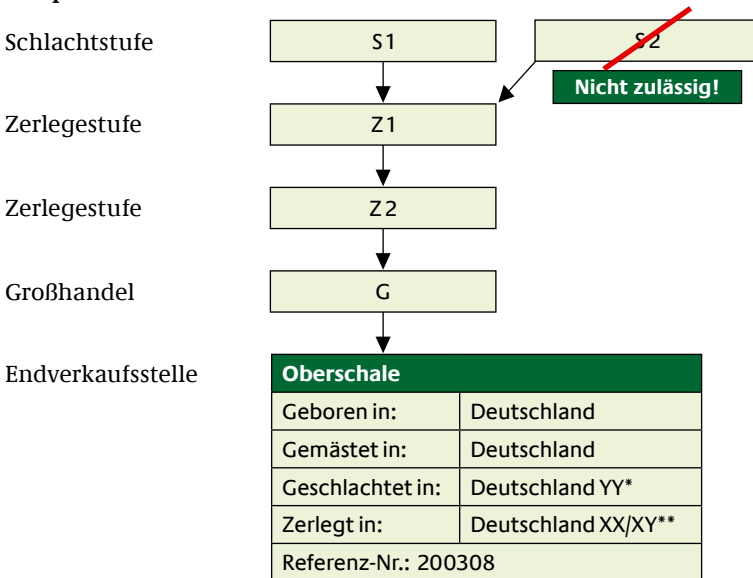 Schlachtstufe S1 S2
Nicht zulässig!
Zerlegestufe Z1
Zerlegestufe Z2
Großhandel G
Endverkaufsstelle Oberschale
Geboren in: Deutschland
Gemästet in: Deutschland
Geschlachtet in: Deutschland YY*
Zerlegt in: Deutschland XX/XY**
Referenz-Nr.: 200308